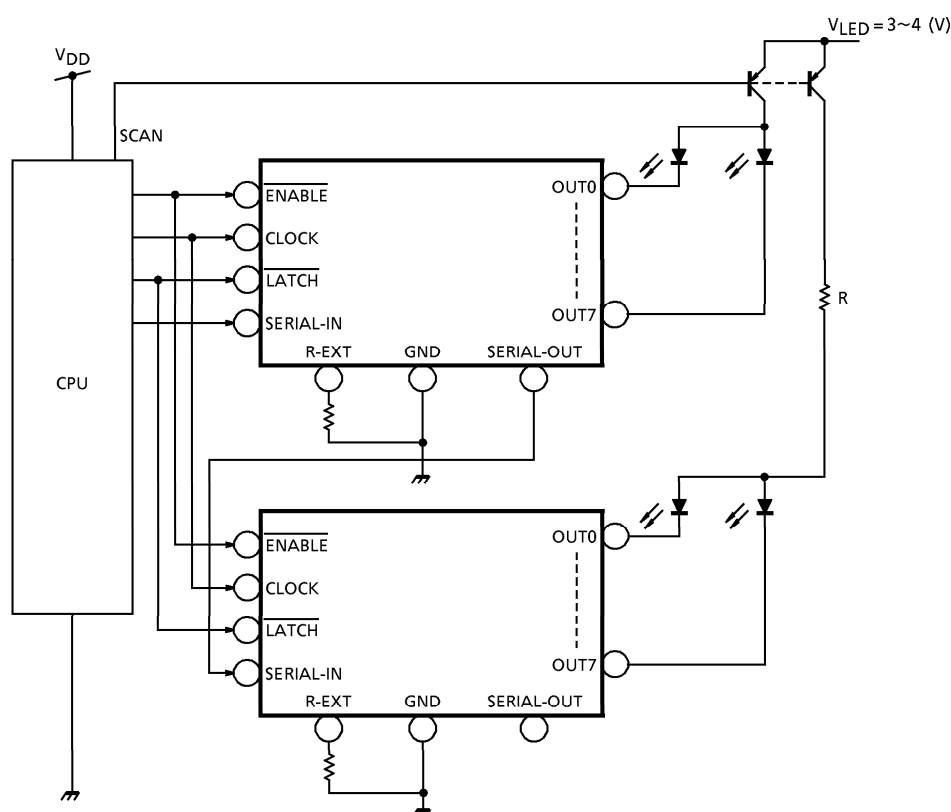 V_LED = 3~4 (V)
V_DD
SCAN
CPU
ENABLE
CLOCK
LATCH
SERIAL-IN
R-EXT
GND
SERIAL-OUT
OUT0
OUT7
R
ENABLE
CLOCK
LATCH
SERIAL-IN
R-EXT
GND
SERIAL-OUT
OUT0
OUT7